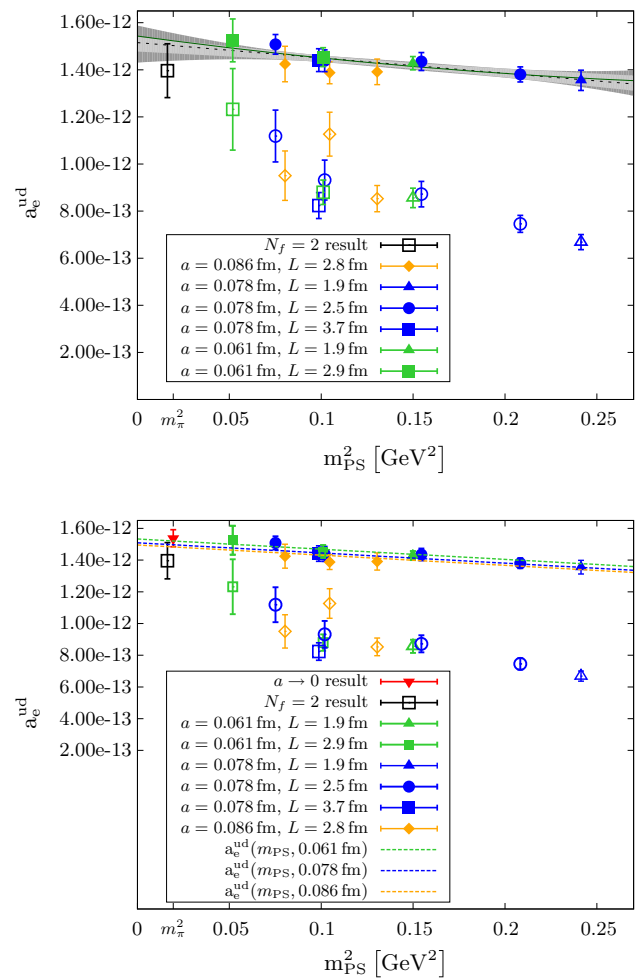 1.60e-12
1.40e-12
1.20e-12
1.00e-12
8.00e-13
6.00e-13
4.00e-13
2.00e-13
a_e^ud
N_f = 2 result
a = 0.086 fm, L = 2.8 fm
a = 0.078 fm, L = 1.9 fm
a = 0.078 fm, L = 2.5 fm
a = 0.078 fm, L = 3.7 fm
a = 0.061 fm, L = 1.9 fm
a = 0.061 fm, L = 2.9 fm
0 m_π^2 0.05 0.1 0.15 0.2 0.25
m_PS^2 [GeV^2]
1.60e-12
1.40e-12
1.20e-12
1.00e-12
8.00e-13
6.00e-13
4.00e-13
2.00e-13
a_e^ud
a → 0 result
N_f = 2 result
a = 0.061 fm, L = 1.9 fm
a = 0.061 fm, L = 2.9 fm
a = 0.078 fm, L = 1.9 fm
a = 0.078 fm, L = 2.5 fm
a = 0.078 fm, L = 3.7 fm
a = 0.086 fm, L = 2.8 fm
a_e^ud(m_PS, 0.061 fm)
a_e^ud(m_PS, 0.078 fm)
a_e^ud(m_PS, 0.086 fm)
0 m_π^2 0.05 0.1 0.15 0.2 0.25
m_PS^2 [GeV^2]